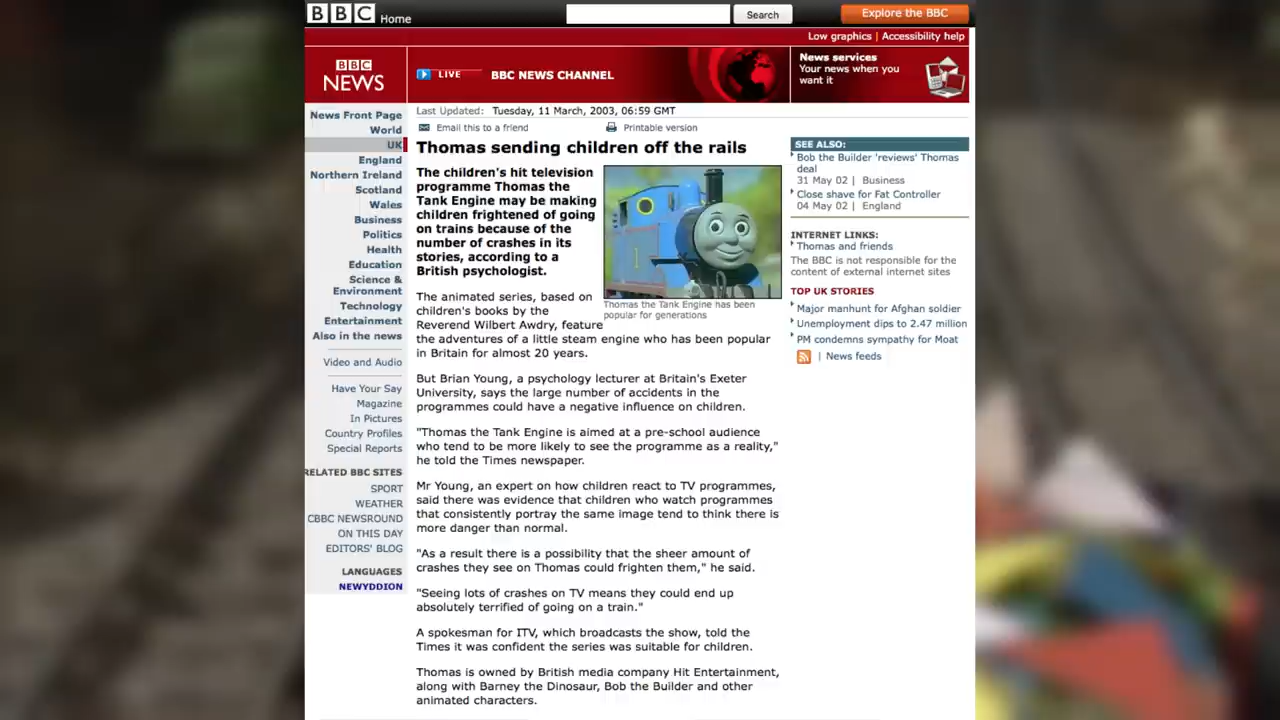 BBC Home
Search
Explore the BBC
Low graphics | Accessibility help
BBC
NEWS
LIVE BBC NEWS CHANNEL
News services
Your news when you
want it
News Front Page
World
UK
England
Northern Ireland
Scotland
Wales
Business
Politics
Health
Education
Science &
Environment
Technology
Entertainment
Also in the news
Video and Audio
Have Your Say
Magazine
In Pictures
Country Profiles
Special Reports
RELATED BBC SITES
SPORT
WEATHER
CBBC NEWSROUND
ON THIS DAY
EDITORS' BLOG
LANGUAGES
NEWYDDION
Last Updated: Tuesday, 11 March, 2003, 06:59 GMT
Email this to a friend
Printable version
Thomas sending children off the rails
The children's hit television
programme Thomas the
Tank Engine may be making
children frightened of going
on trains because of the
number of crashes in its
stories, according to a
British psychologist.
1
Thomas the Tank Engine has been
popular for generations
The animated series, based on
children's books by the
Reverend Wilbert Awdry, feature
the adventures of a little steam engine who has been popular
in Britain for almost 20 years.
But Brian Young, a psychology lecturer at Britain's Exeter
University, says the large number of accidents in the
programmes could have a negative influence on children.
"Thomas the Tank Engine is aimed at a pre-school audience
who tend to be more likely to see the programme as a reality,"
he told the Times newspaper.
Mr Young, an expert on how children react to TV programmes,
said there was evidence that children who watch programmes
that consistently portray the same image tend to think there is
more danger than normal.
"As a result there is a possibility that the sheer amount of
crashes they see on Thomas could frighten them," he said.
"Seeing lots of crashes on TV means they could end up
absolutely terrified of going on a train."
A spokesman for ITV, which broadcasts the show, told the
Times it was confident the series was suitable for children.
Thomas is owned by British media company Hit Entertainment,
along with Barney the Dinosaur, Bob the Builder and other
animated characters.
SEE ALSO:
Bob the Builder 'reviews' Thomas
deal
31 May 02 | Business
Close shave for Fat Controller
04 May 02 | England
INTERNET LINKS:
Thomas and friends
The BBC is not responsible for the
content of external internet sites
TOP UK STORIES
Major manhunt for Afghan soldier
Unemployment dips to 2.47 million
PM condemns sympathy for Moat
| News feeds